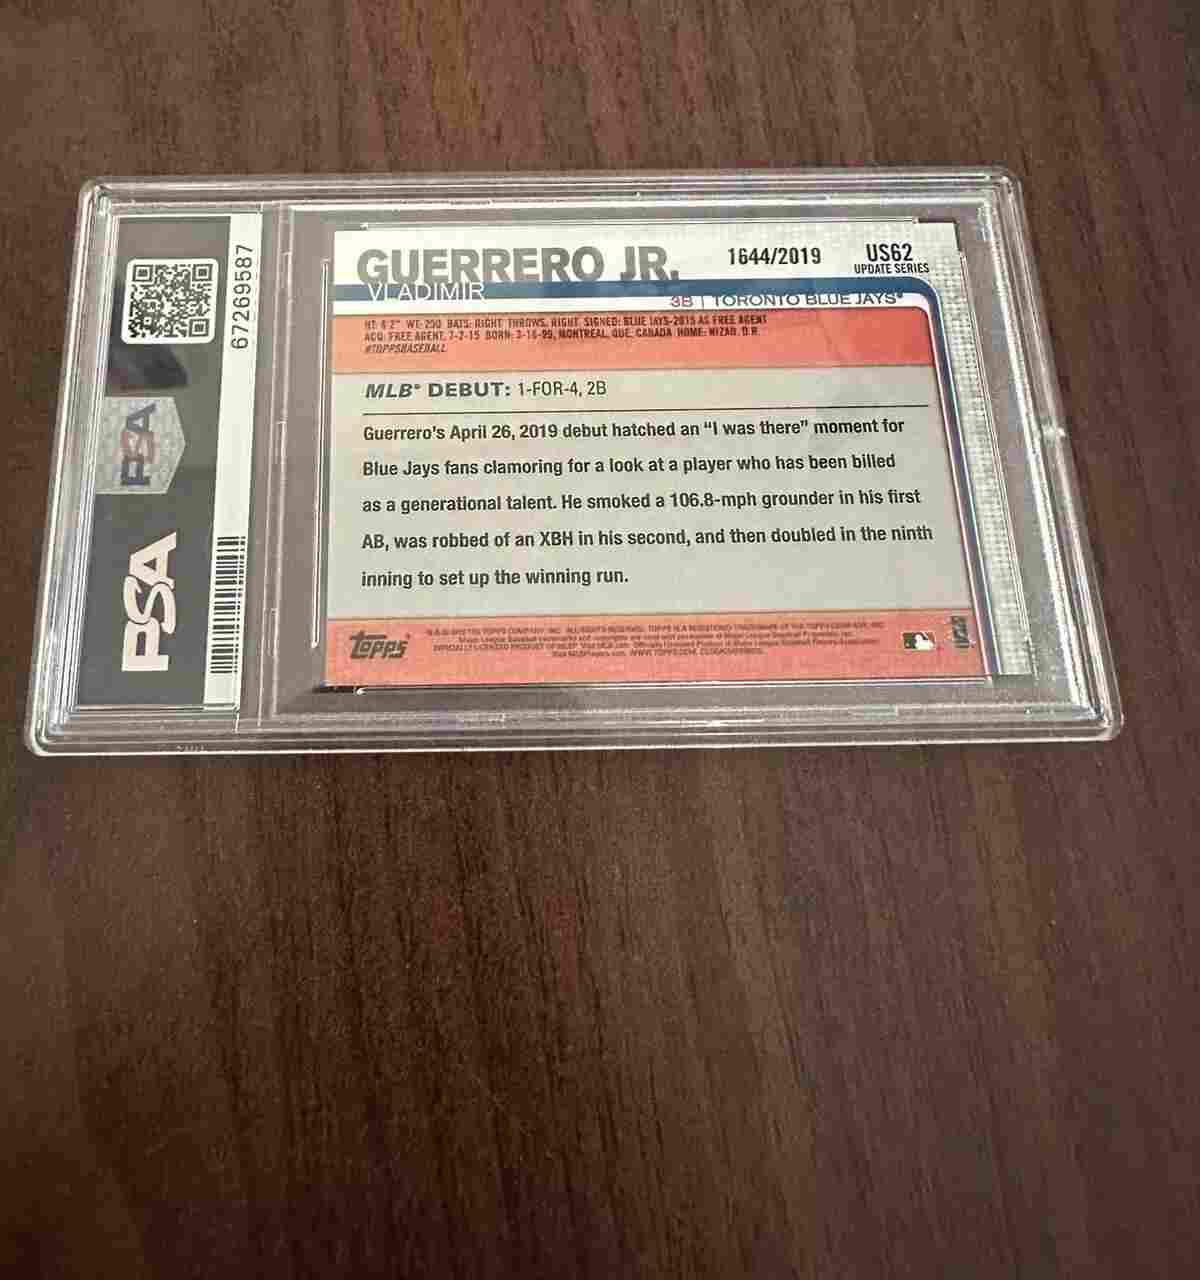 67269587
PSA
PSA
GUERRERO JR.
VLADIMIR
1644/2019
US62
UPDATE SERIES
3B | TORONTO BLUE JAYS®
HT: 6'2" WT: 250 BATS: RIGHT THROWS: RIGHT SIGNED: BLUE JAYS-2015 AS FREE AGENT
ACQ: FREE AGENT, 7-2-15 BORN: 3-16-99, MONTREAL, QUE, CANADA HOME: NIZAO, D.R.
#TOPPSBASEBALL
MLB® DEBUT: 1-FOR-4, 2B
Guerrero's April 26, 2019 debut hatched an “I was there” moment for
Blue Jays fans clamoring for a look at a player who has been billed
as a generational talent. He smoked a 106.8-mph grounder in his first
AB, was robbed of an XBH in his second, and then doubled in the ninth
inning to set up the winning run.
Topps®